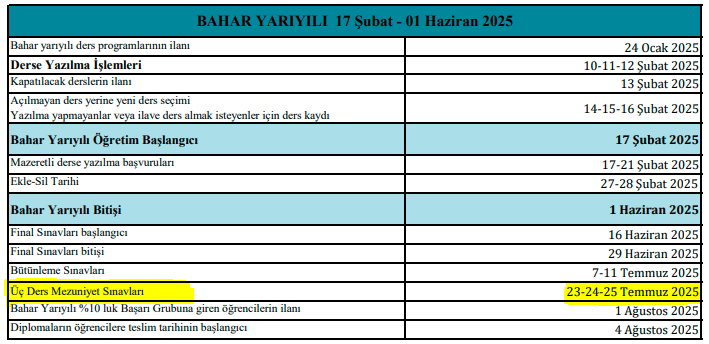 BAHAR YARIYILI 17 Şubat - 01 Haziran 2025
Bahar yarıyılı ders programlarının ilanı 24 Ocak 2025
Derse Yazılma İşlemleri 10-11-12 Şubat 2025
Kapatılacak derslerin ilanı 13 Şubat 2025
Açılmayan ders yerine yeni ders seçimi
Yazılma yapmayanlar veya ilave ders almak isteyenler için ders kaydı 14-15-16 Şubat 2025
Bahar Yarıyılı Öğretim Başlangıcı 17 Şubat 2025
Mazeretli derse yazılma başvuruları 17-21 Şubat 2025
Ekle-Sil Tarihi 27-28 Şubat 2025
Bahar Yarıyılı Bitişi 1 Haziran 2025
Final Sınavları başlangıcı 16 Haziran 2025
Final Sınavları bitişi 29 Haziran 2025
Bütünleme Sınavları 7-11 Temmuz 2025
Üç Ders Mezuniyet Sınavları 23-24-25 Temmuz 2025
Bahar Yarıyılı %10 luk Başarı Grubuna giren öğrencilerin ilanı 1 Ağustos 2025
Diplomaların öğrencilere teslim tarihinin başlangıcı 4 Ağustos 2025